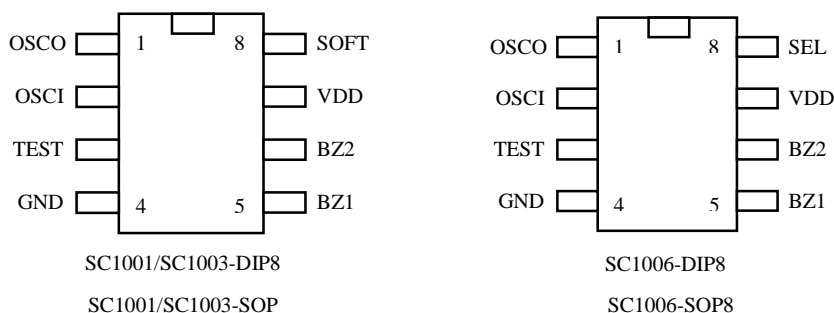 OSCO 1 8 SOFT
OSCI VDD
TEST BZ2
GND 4 5 BZ1
SC1001/SC1003-DIP8
SC1001/SC1003-SOP
OSCO 1 8 SEL
OSCI VDD
TEST BZ2
GND 4 5 BZ1
SC1006-DIP8
SC1006-SOP8